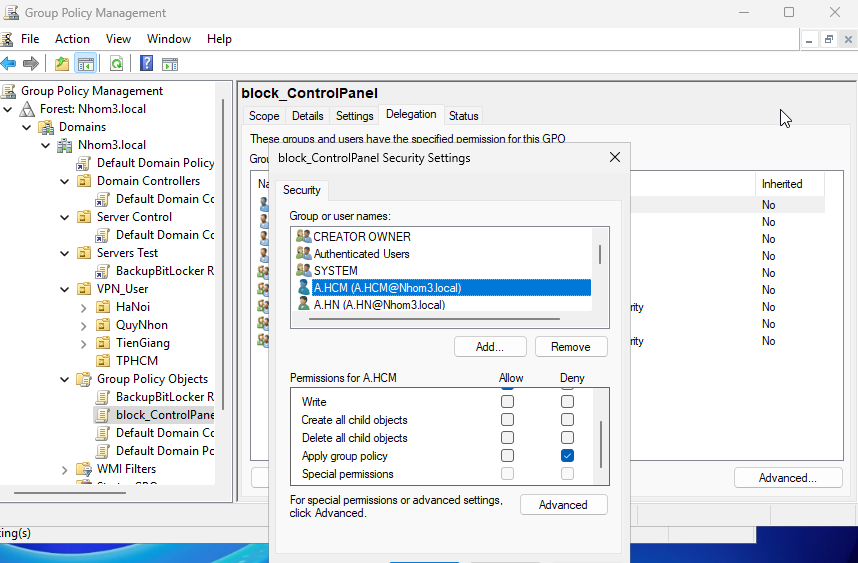 Group Policy Management
File Action View Window Help
Group Policy Management
Forest: Nhom3.local
Domains
Nhom3.local
Default Domain Policy
Domain Controllers
Default Domain Co
Server Control
Default Domain Co
Servers Test
BackupBitLocker R
VPN_User
HaNoi
QuyNhon
TienGiang
TPHCM
Group Policy Objects
BackupBitLocker R
block_ControlPane
Default Domain Co
Default Domain Po
WMI Filters
block_ControlPanel
Scope Details Settings Delegation Status
These groups and users have the specified permission for this GPO
Grou
Na
Inherited
No
No
No
No
No
No
rity No
No
rity No
Advanced...
ting(s)
block_ControlPanel Security Settings
Security
Group or user names:
CREATOR OWNER
Authenticated Users
SYSTEM
A.HCM (A.HCM@Nhom3.local)
A.HN (A.HN@Nhom3.local)
Add... Remove
Permissions for A.HCM Allow Deny
Write
Create all child objects
Delete all child objects
Apply group policy
Special permissions
For special permissions or advanced settings,
click Advanced.
Advanced